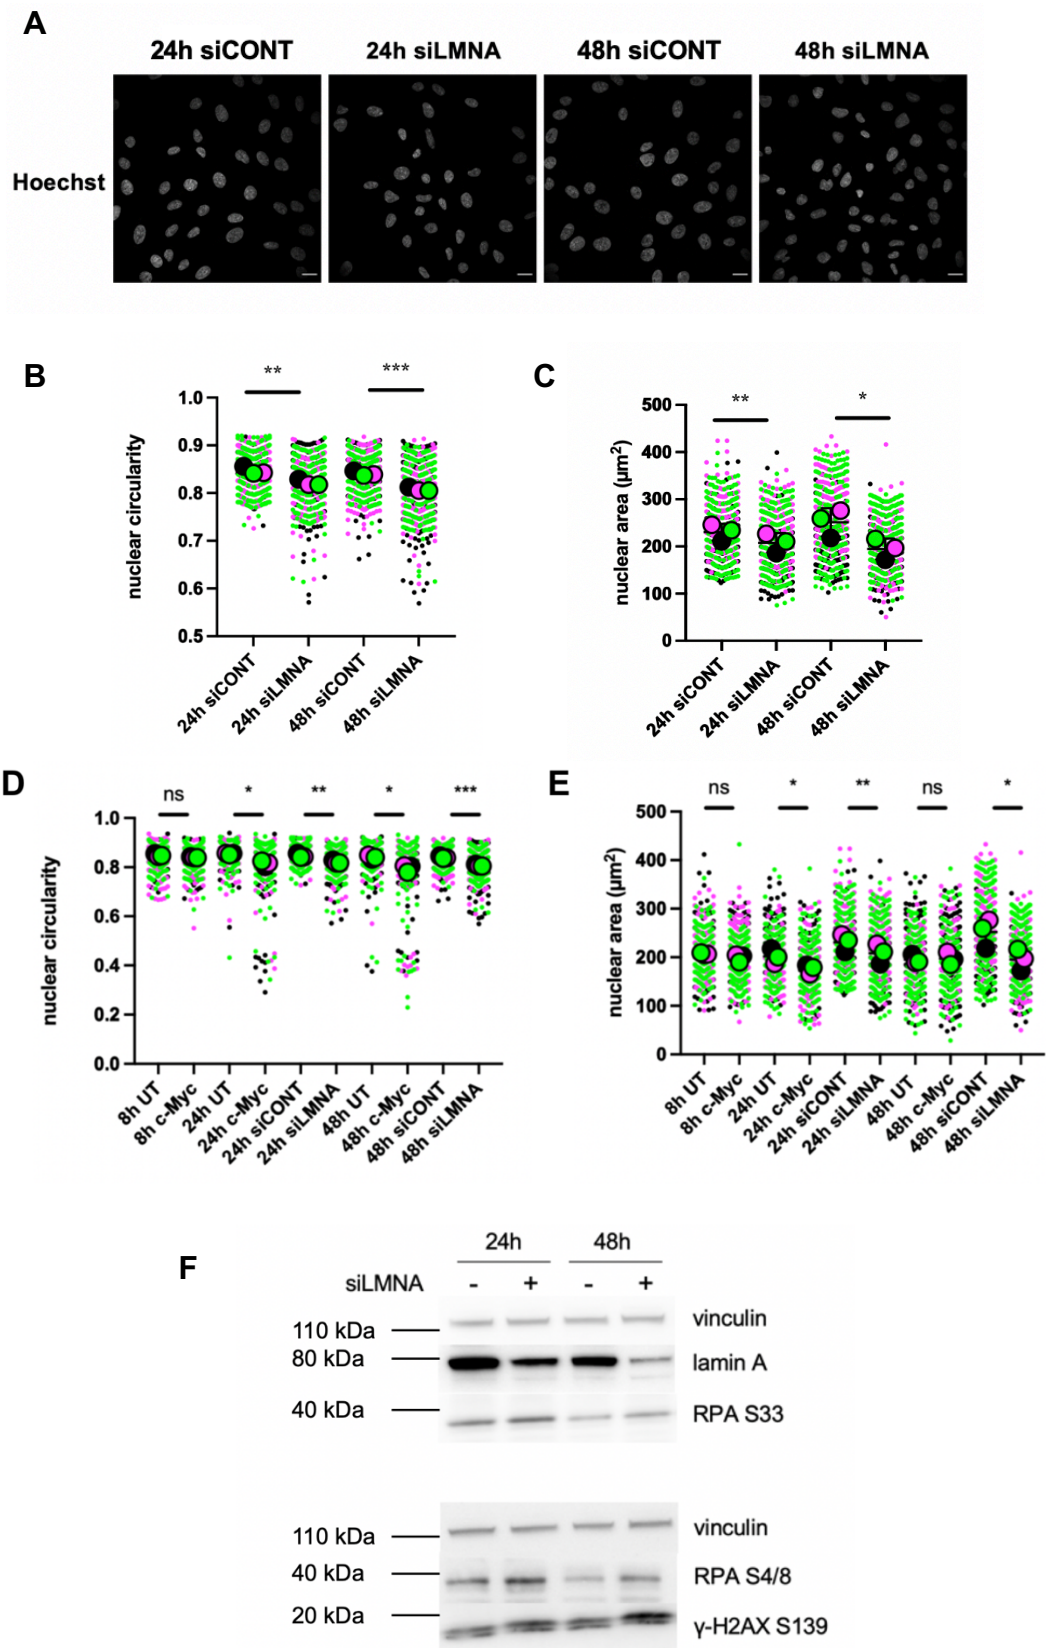 A
24h siCONT
24h siLMNA
48h siCONT
48h siLMNA
Hoechst
B
**
***
nuclear circularity
1.0
0.9
0.8
0.7
0.6
0.5
24h siCONT
24h siLMNA
48h siCONT
48h siLMNA
C
**
*
nuclear area (µm²)
500
400
300
200
100
0
24h siCONT
24h siLMNA
48h siCONT
48h siLMNA
D
ns
*
**
*
***
nuclear circularity
1.0
0.8
0.6
0.4
0.2
0.0
8h UT
8h c-Myc
24h UT
24h c-Myc
24h siCONT
24h siLMNA
48h UT
48h c-Myc
48h siCONT
48h siLMNA
E
ns
*
**
ns
*
nuclear area (µm²)
500
400
300
200
100
0
8h UT
8h c-Myc
24h UT
24h c-Myc
24h siCONT
24h siLMNA
48h UT
48h c-Myc
48h siCONT
48h siLMNA
F
24h 48h
siLMNA - + - +
110 kDa vinculin
80 kDa lamin A
40 kDa RPA S33
110 kDa vinculin
40 kDa RPA S4/8
20 kDa γ-H2AX S139